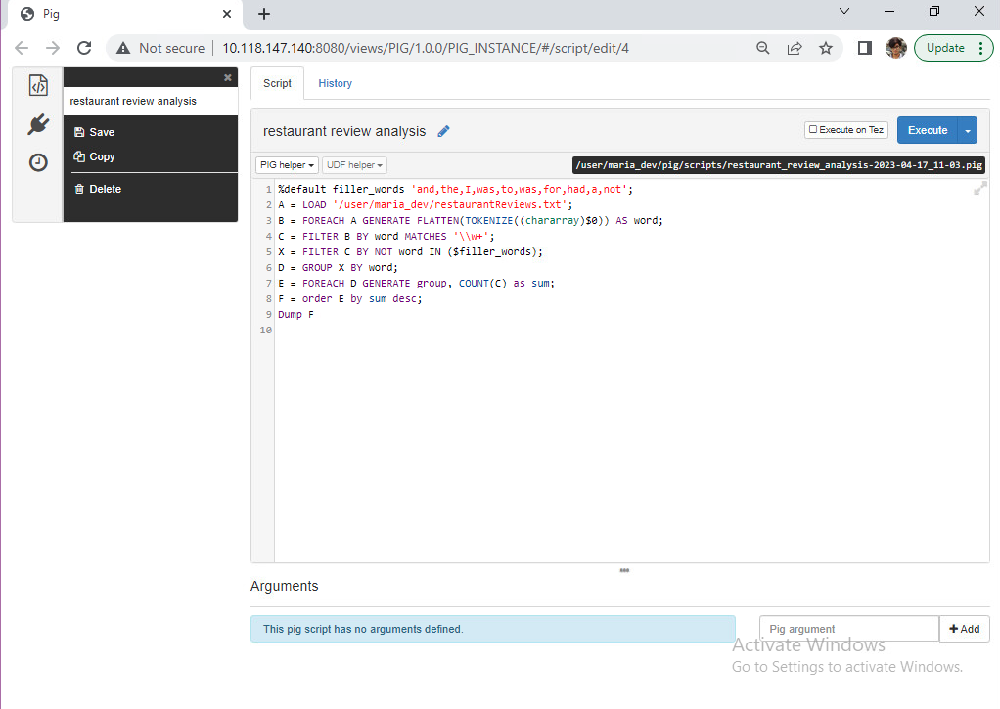 Pig
Not secure
10.118.147.140:8080/views/PIG/1.0.0/PIG_INSTANCE/#/script/edit/4
Update
restaurant review analysis
Save
Copy
Delete
Script
History
restaurant review analysis
Execute on Tez
Execute
PIG helper
UDF helper
/user/maria_dev/pig/scripts/restaurant_review_analysis-2023-04-17_11-03.pig
1 %default filler_words 'and,the,I,was,to,was,for,had,a,not';
2 A = LOAD '/user/maria_dev/restaurantReviews.txt';
3 B = FOREACH A GENERATE FLATTEN(TOKENIZE((chararray)$0)) AS word;
4 C = FILTER B BY word MATCHES '\\w+';
5 X = FILTER C BY NOT word IN ($filler_words);
6 D = GROUP X BY word;
7 E = FOREACH D GENERATE group, COUNT(C) as sum;
8 F = order E by sum desc;
9 Dump F
10
Arguments
This pig script has no arguments defined.
Pig argument
Add
Activate Windows
Go to Settings to activate Windows.